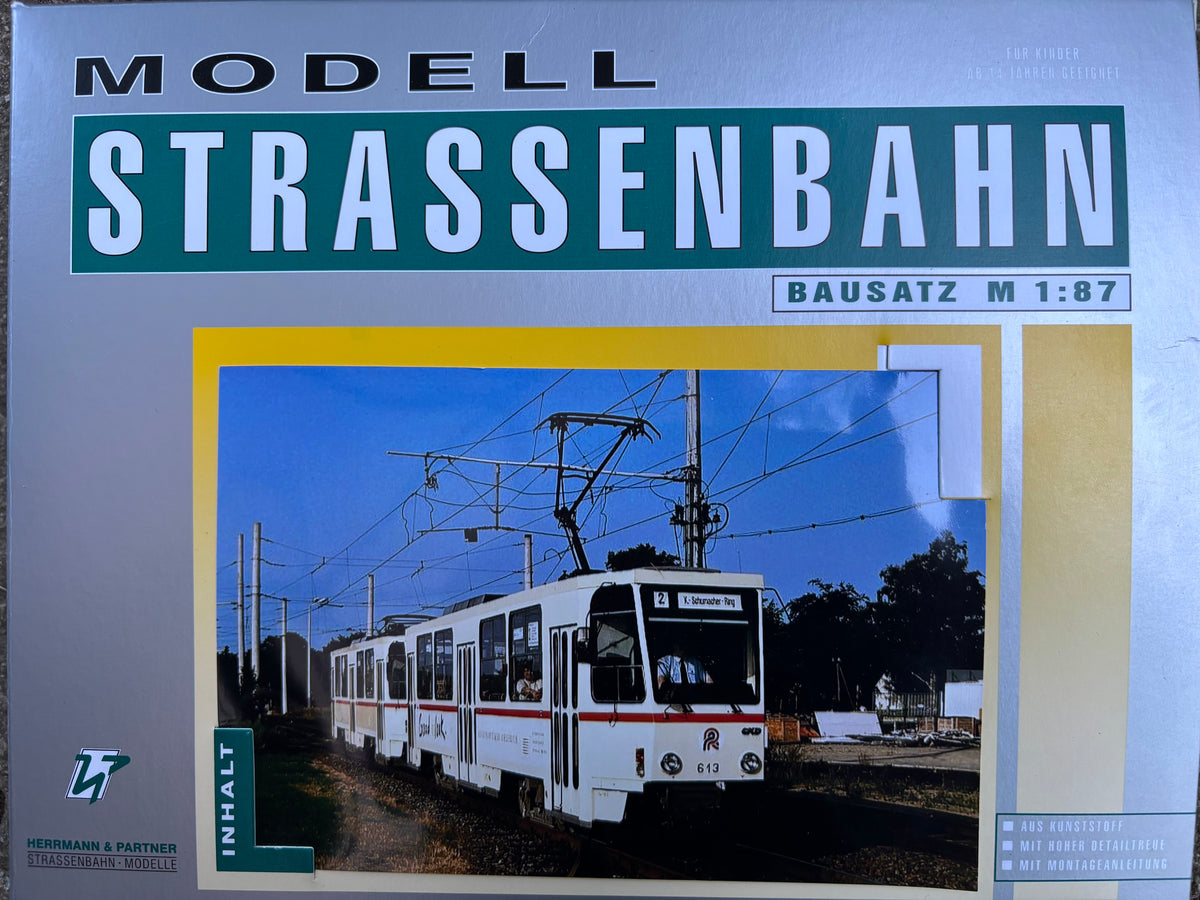 MODELL
FÜR KINDER
AB 14 JAHREN GEEIGNET
STRASSENBAHN
BAUSATZ M 1:87
2 K.-Schumacher-Ring
CKD
613
INHALT
HERRMANN & PARTNER
STRASSENBAHN · MODELLE
AUS KUNSTSTOFF
MIT HOHER DETAILTREUE
MIT MONTAGEANLEITUNG